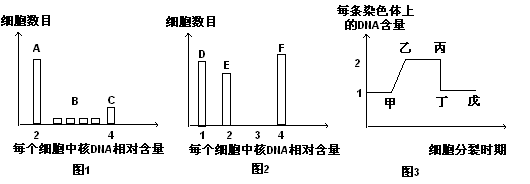 细胞数目
A
B
C
2
4
每个细胞中核DNA相对含量
图1
细胞数目
D
E
F
1
2
3
4
每个细胞中核DNA相对含量
图2
每条染色体上
的DNA含量
2
1
甲
乙
丙
丁
戊
细胞分裂时期
图3